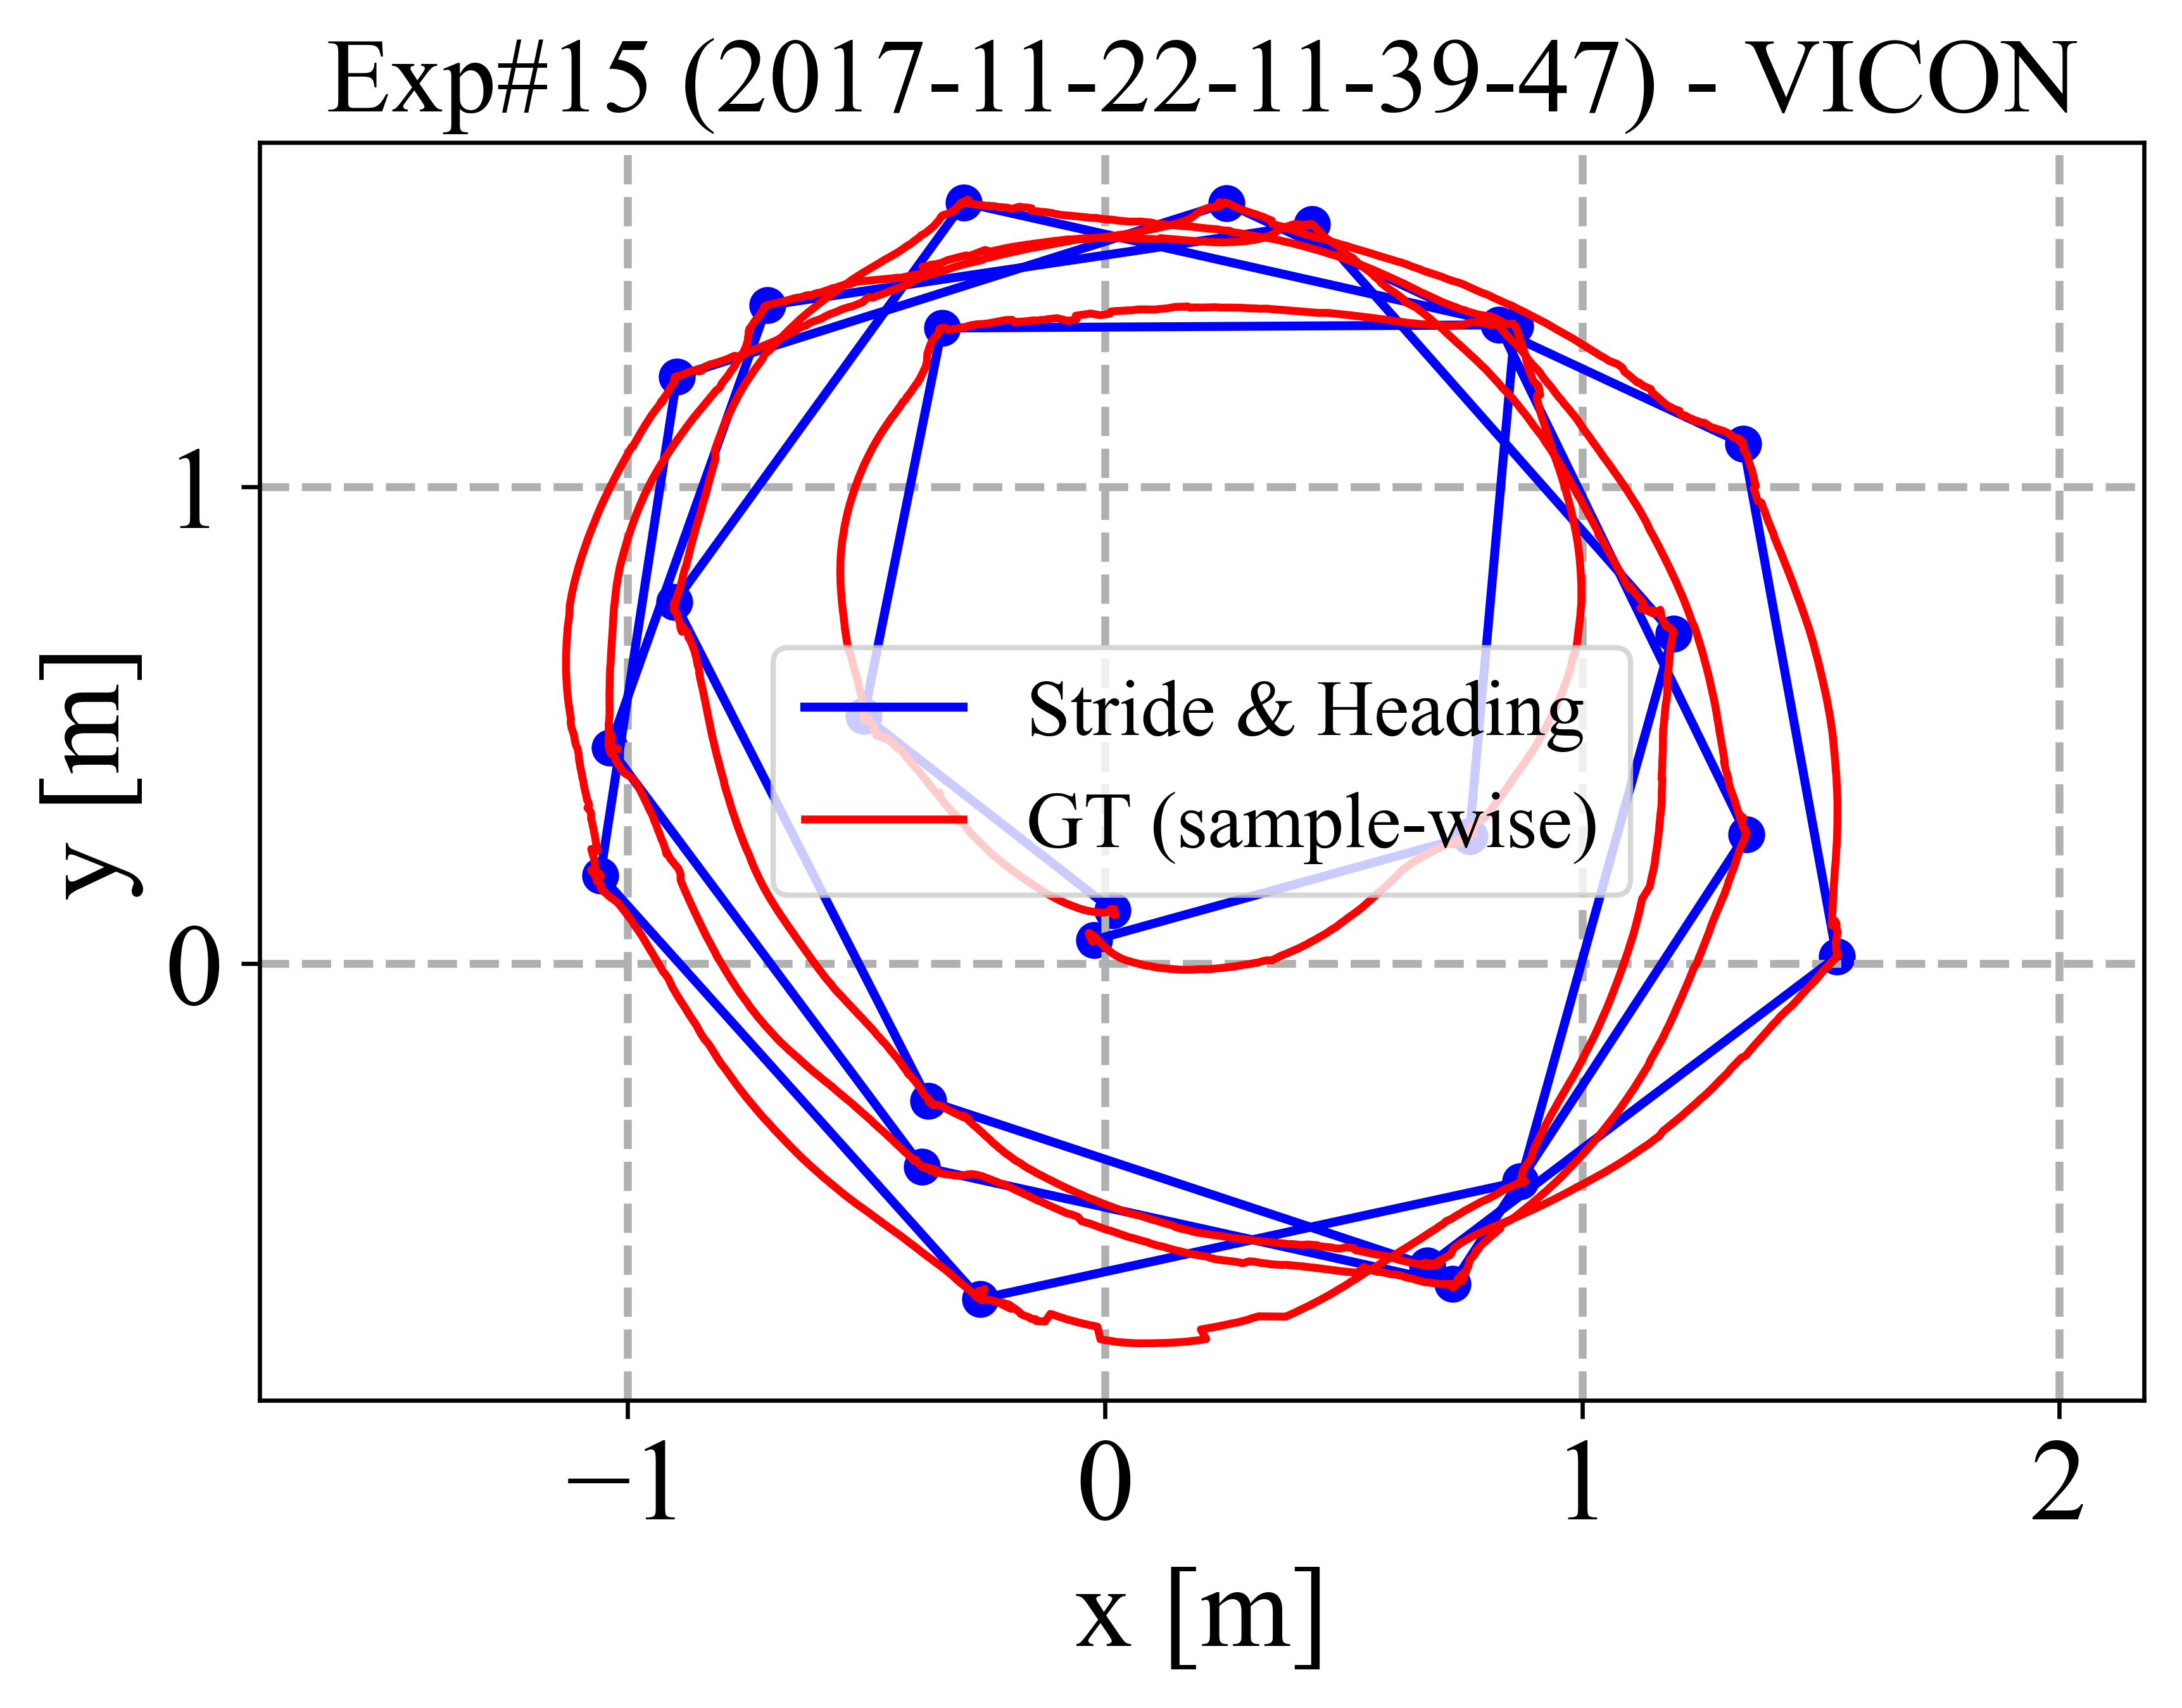 Exp#15 (2017-11-22-11-39-47) - VICON
y [m]
1
0
Stride & Heading
GT (sample-wise)
−1 0 1 2
x [m]